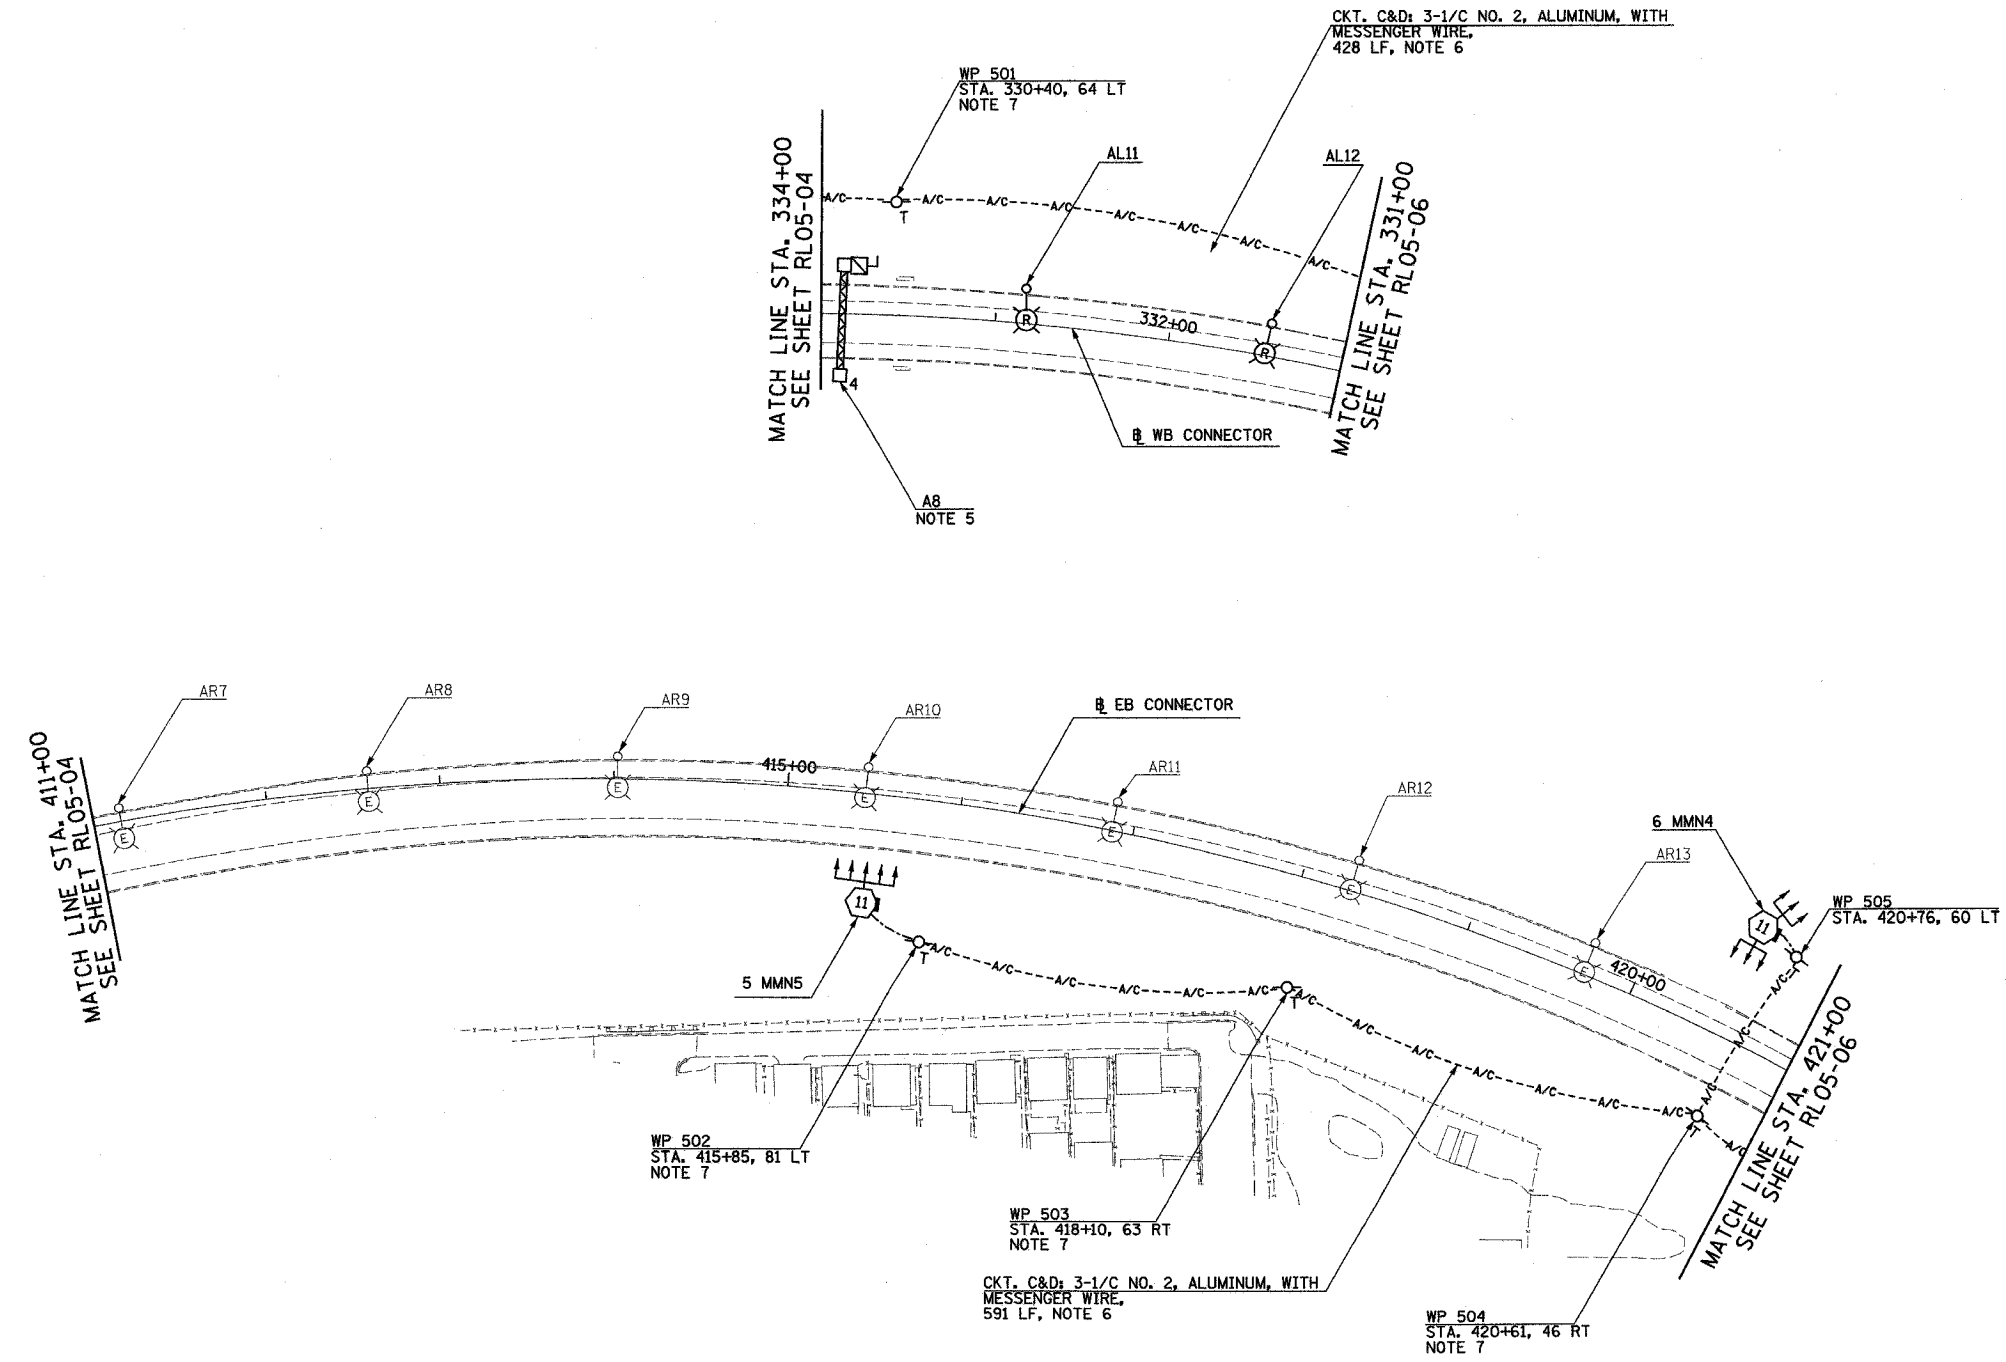 CKT. C&D: 3-1/C NO. 2, ALUMINUM, WITH
MESSENGER WIRE,
428 LF, NOTE 6
WP 501
STA. 330+40, 64 LT
NOTE 7
AL11
AL12
MATCH LINE STA. 334+00
SEE SHEET RL05-04
A/C A/C A/C A/C A/C A/C A/C A/C
T
R
332+00
R
4
MATCH LINE STA. 331+00
SEE SHEET RL05-06
BL WB CONNECTOR
A8
NOTE 5
AR7
AR8
AR9
AR10
BL EB CONNECTOR
AR11
AR12
6 MMN4
AR13
WP 505
STA. 420+76, 60 LT
MATCH LINE STA. 411+00
SEE SHEET RL05-04
415+00
E E E E E E E
420+00
11
11
T
5 MMN5
T
A/C A/C A/C A/C A/C A/C
T
A/C A/C A/C A/C A/C A/C A/C
T
A/C A/C A/C
A/C
MATCH LINE STA. 421+00
SEE SHEET RL05-06
WP 502
STA. 415+85, 81 LT
NOTE 7
WP 503
STA. 418+10, 63 RT
NOTE 7
CKT. C&D: 3-1/C NO. 2, ALUMINUM, WITH
MESSENGER WIRE,
591 LF, NOTE 6
WP 504
STA. 420+61, 46 RT
NOTE 7